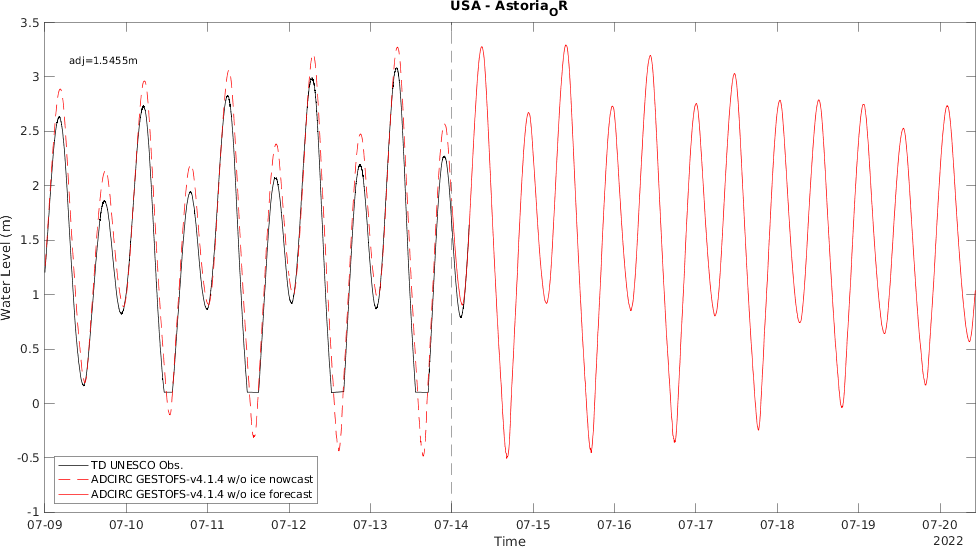 USA - Astoria_OR
adj=1.5455m
3.5
3
2.5
2
1.5
1
0.5
0
-0.5
-1
Water Level (m)
TD UNESCO Obs.
ADCIRC GESTOFS-v4.1.4 w/o ice nowcast
ADCIRC GESTOFS-v4.1.4 w/o ice forecast
07-09 07-10 07-11 07-12 07-13 07-14 07-15 07-16 07-17 07-18 07-19 07-20
Time
2022